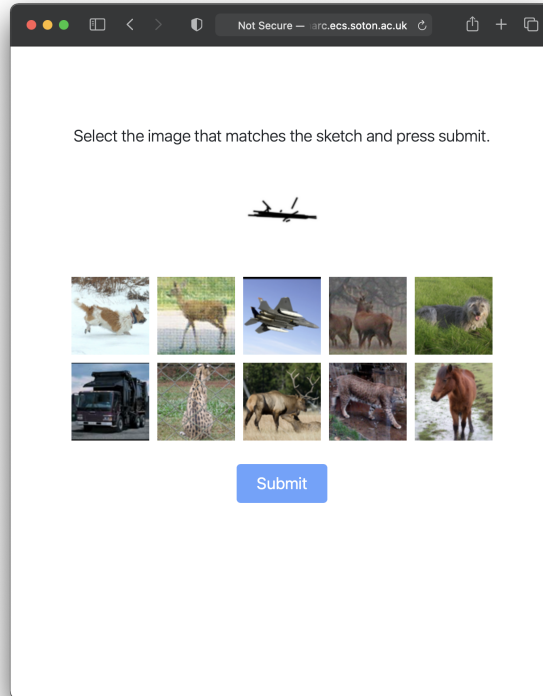 Not Secure — arc.ecs.soton.ac.uk
Select the image that matches the sketch and press submit.
Submit